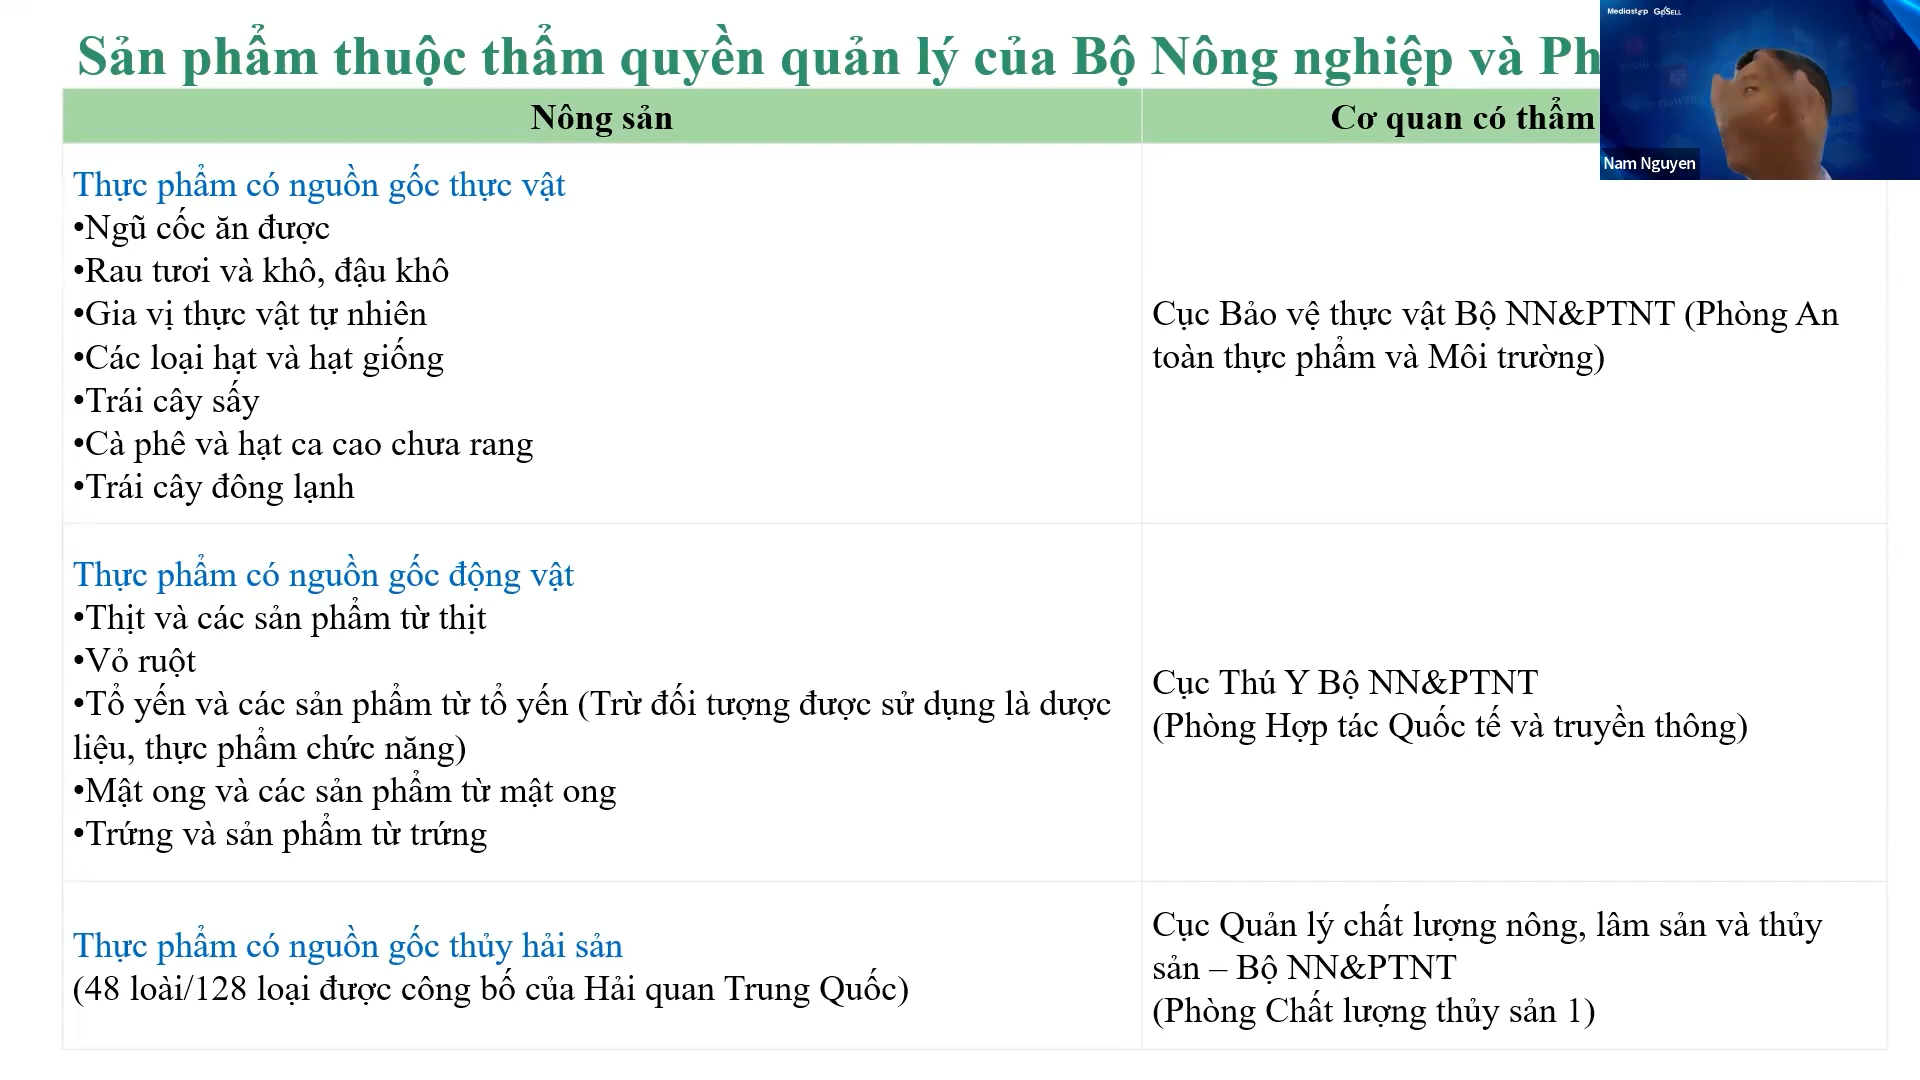 Sản phẩm thuộc thẩm quyền quản lý của Bộ Nông nghiệp và Ph
Mediastep GoSELL
Nam Nguyen
Nông sản
Cơ quan có thẩm
Thực phẩm có nguồn gốc thực vật
•Ngũ cốc ăn được
•Rau tươi và khô, đậu khô
•Gia vị thực vật tự nhiên
•Các loại hạt và hạt giống
•Trái cây sấy
•Cà phê và hạt ca cao chưa rang
•Trái cây đông lạnh
Cục Bảo vệ thực vật Bộ NN&PTNT (Phòng An
toàn thực phẩm và Môi trường)
Thực phẩm có nguồn gốc động vật
•Thịt và các sản phẩm từ thịt
•Vỏ ruột
•Tổ yến và các sản phẩm từ tổ yến (Trừ đối tượng được sử dụng là dược
liệu, thực phẩm chức năng)
•Mật ong và các sản phẩm từ mật ong
•Trứng và sản phẩm từ trứng
Cục Thú Y Bộ NN&PTNT
(Phòng Hợp tác Quốc tế và truyền thông)
Thực phẩm có nguồn gốc thủy hải sản
(48 loài/128 loại được công bố của Hải quan Trung Quốc)
Cục Quản lý chất lượng nông, lâm sản và thủy
sản – Bộ NN&PTNT
(Phòng Chất lượng thủy sản 1)